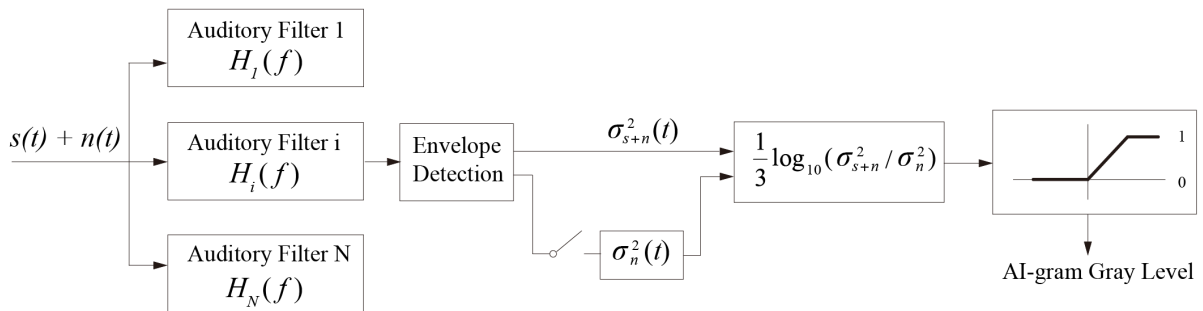 s(t) + n(t)
Auditory Filter 1
H₁(f)
Auditory Filter i
Hᵢ(f)
Auditory Filter N
H_N(f)
Envelope
Detection
σ²ₛ₊ₙ(t)
σ²ₙ(t)
1/3 log₁₀(σ²ₛ₊ₙ/σ²ₙ)
1
0
AI-gram Gray Level